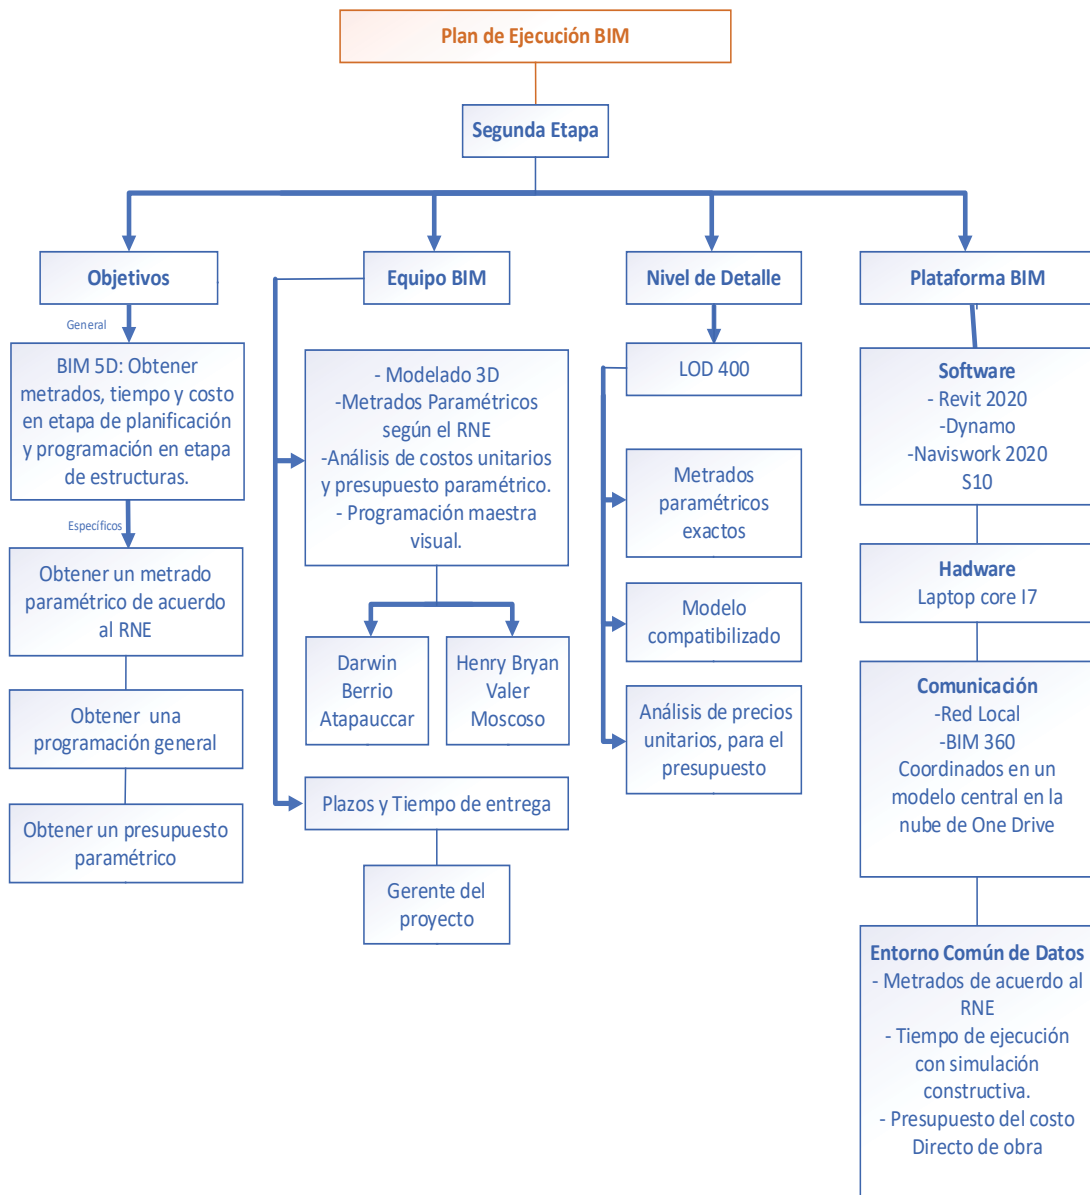 Plan de Ejecución BIM
Segunda Etapa
Objetivos
General
BIM 5D: Obtener
metrados, tiempo y costo
en etapa de planificación
y programación en etapa
de estructuras.
Específicos
Obtener un metrado
paramétrico de acuerdo
al RNE
Obtener una
programación general
Obtener un presupuesto
paramétrico
Equipo BIM
- Modelado 3D
-Metrados Paramétricos
según el RNE
-Análisis de costos unitarios
y presupuesto paramétrico.
- Programación maestra
visual.
Darwin
Berrio
Atapauccar
Henry Bryan
Valer
Moscoso
Plazos y Tiempo de entrega
Gerente del
proyecto
Nivel de Detalle
LOD 400
Metrados
paramétricos
exactos
Modelo
compatibilizado
Análisis de precios
unitarios, para el
presupuesto
Plataforma BIM
Software
- Revit 2020
-Dynamo
-Naviswork 2020
S10
Hadware
Laptop core I7
Comunicación
-Red Local
-BIM 360
Coordinados en un
modelo central en la
nube de One Drive
Entorno Común de Datos
- Metrados de acuerdo al
RNE
- Tiempo de ejecución
con simulación
constructiva.
- Presupuesto del costo
Directo de obra